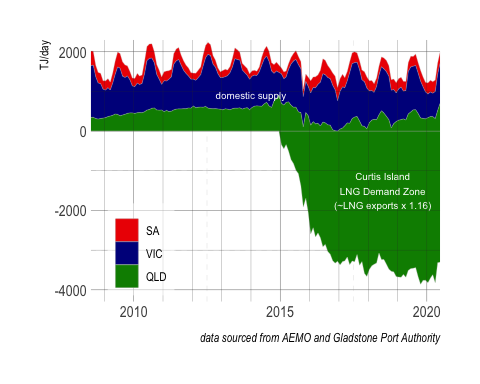 TJ/day
2000
0
-2000
-4000
domestic supply
Curtis Island
LNG Demand Zone
(~LNG exports x 1.16)
SA
VIC
QLD
2010
2015
2020
data sourced from AEMO and Gladstone Port Authority